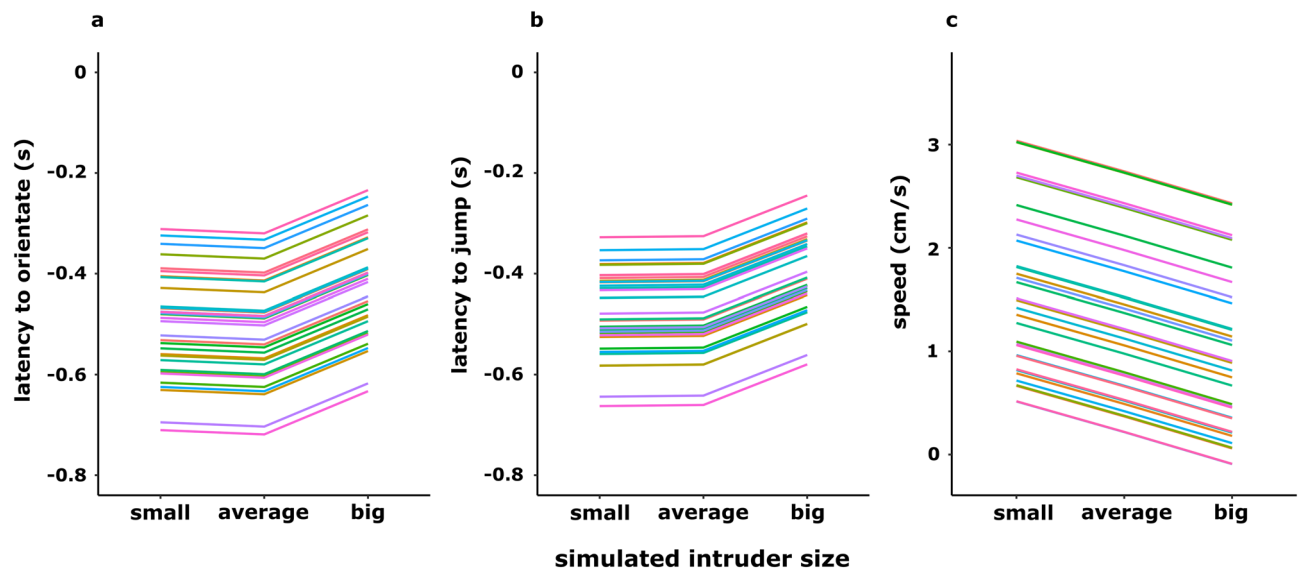 a
b
c
latency to orientate (s)
0
-0.2
-0.4
-0.6
-0.8
small average big
latency to jump (s)
0
-0.2
-0.4
-0.6
-0.8
small average big
speed (cm/s)
3
2
1
0
small average big
simulated intruder size